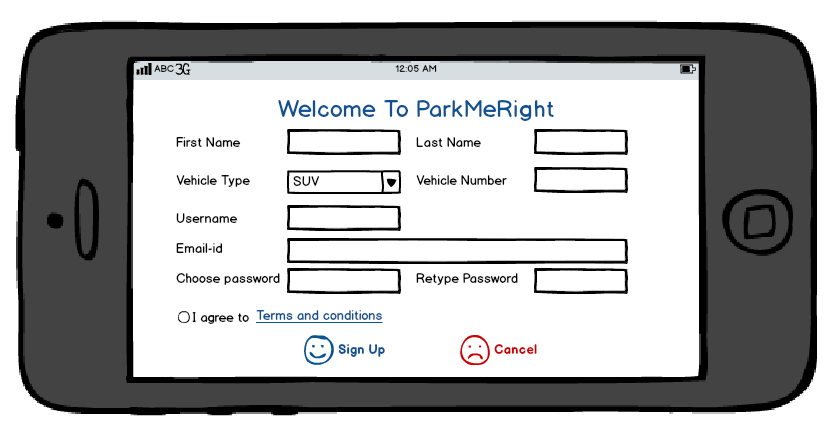 ABC 3G 12:05 AM
Welcome To ParkMeRight
First Name Last Name
Vehicle Type SUV Vehicle Number
Username
Email-id
Choose password Retype Password
I agree to Terms and conditions
Sign Up Cancel